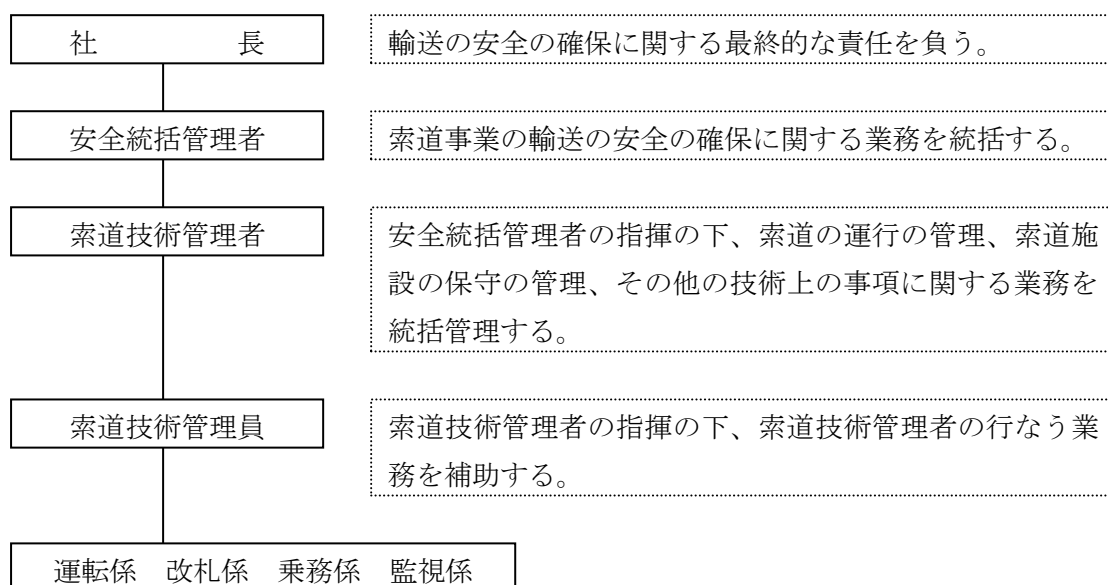 社長
輸送の安全の確保に関する最終的な責任を負う。
安全統括管理者
索道事業の輸送の安全の確保に関する業務を統括する。
索道技術管理者
安全統括管理者の指揮の下、索道の運行の管理、索道施
設の保守の管理、その他の技術上の事項に関する業務を
統括管理する。
索道技術管理員
索道技術管理者の指揮の下、索道技術管理者の行なう業
務を補助する。
運転係 改札係 乗務係 監視係